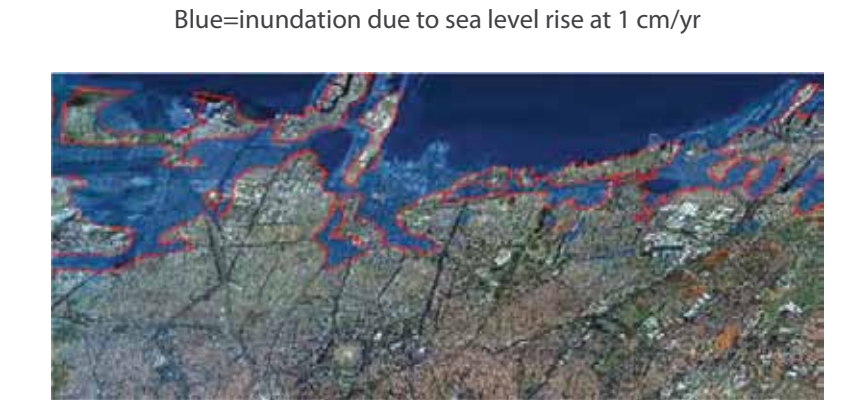 Blue=inundation due to sea level rise at 1 cm/yr